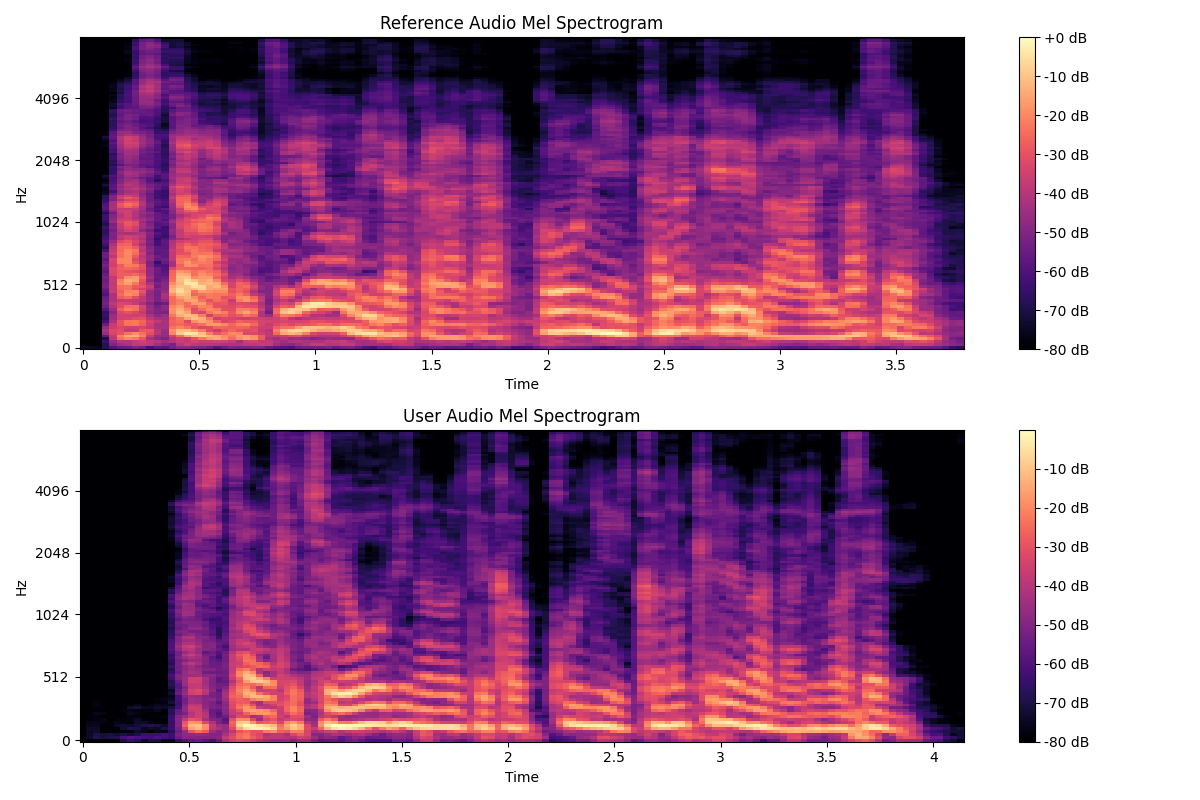 Reference Audio Mel Spectrogram
+0 dB
-10 dB
-20 dB
-30 dB
-40 dB
-50 dB
-60 dB
-70 dB
-80 dB
4096
2048
1024
512
0
Hz
0 0.5 1 1.5 2 2.5 3 3.5
Time
User Audio Mel Spectrogram
-10 dB
-20 dB
-30 dB
-40 dB
-50 dB
-60 dB
-70 dB
-80 dB
4096
2048
1024
512
0
Hz
0 0.5 1 1.5 2 2.5 3 3.5 4
Time